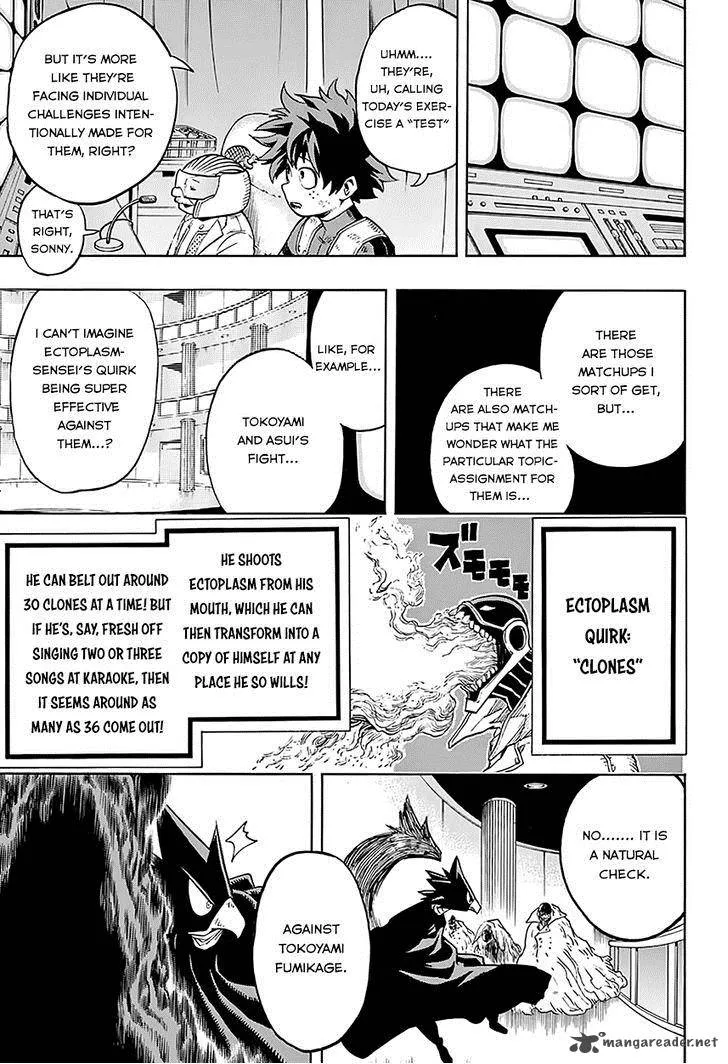 UHMM....
THEY'RE,
UH, CALLING
TODAY'S EXER-
CISE A "TEST"
BUT IT'S MORE
LIKE THEY'RE
FACING INDIVIDUAL
CHALLENGES INTEN-
TIONALLY MADE FOR
THEM, RIGHT?
THAT'S
RIGHT,
SONNY.
THERE
ARE THOSE
MATCHUPS I
SORT OF GET,
BUT...
THERE
ARE ALSO MATCH-
UPS THAT MAKE ME
WONDER WHAT THE
PARTICULAR TOPIC-
ASSIGNMENT FOR
THEM IS...
LIKE, FOR
EXAMPLE...
TOKOYAMI
AND ASUI'S
FIGHT...
I CAN'T IMAGINE
ECTOPLASM-
SENSEI'S QUIRK
BEING SUPER
EFFECTIVE
AGAINST
THEM...?
ECTOPLASM
QUIRK:
"CLONES"
ズモモモモ
HE SHOOTS
ECTOPLASM FROM HIS
MOUTH, WHICH HE CAN
THEN TRANSFORM INTO A
COPY OF HIMSELF AT ANY
PLACE HE SO WILLS!
HE CAN BELT OUT AROUND
30 CLONES AT A TIME! BUT
IF HE'S, SAY, FRESH OFF
SINGING TWO OR THREE
SONGS AT KARAOKE, THEN
IT SEEMS AROUND AS
MANY AS 36 COME OUT!
NO....... IT IS
A NATURAL
CHECK.
AGAINST
TOKOYAMI
FUMIKAGE.
mangareader.net